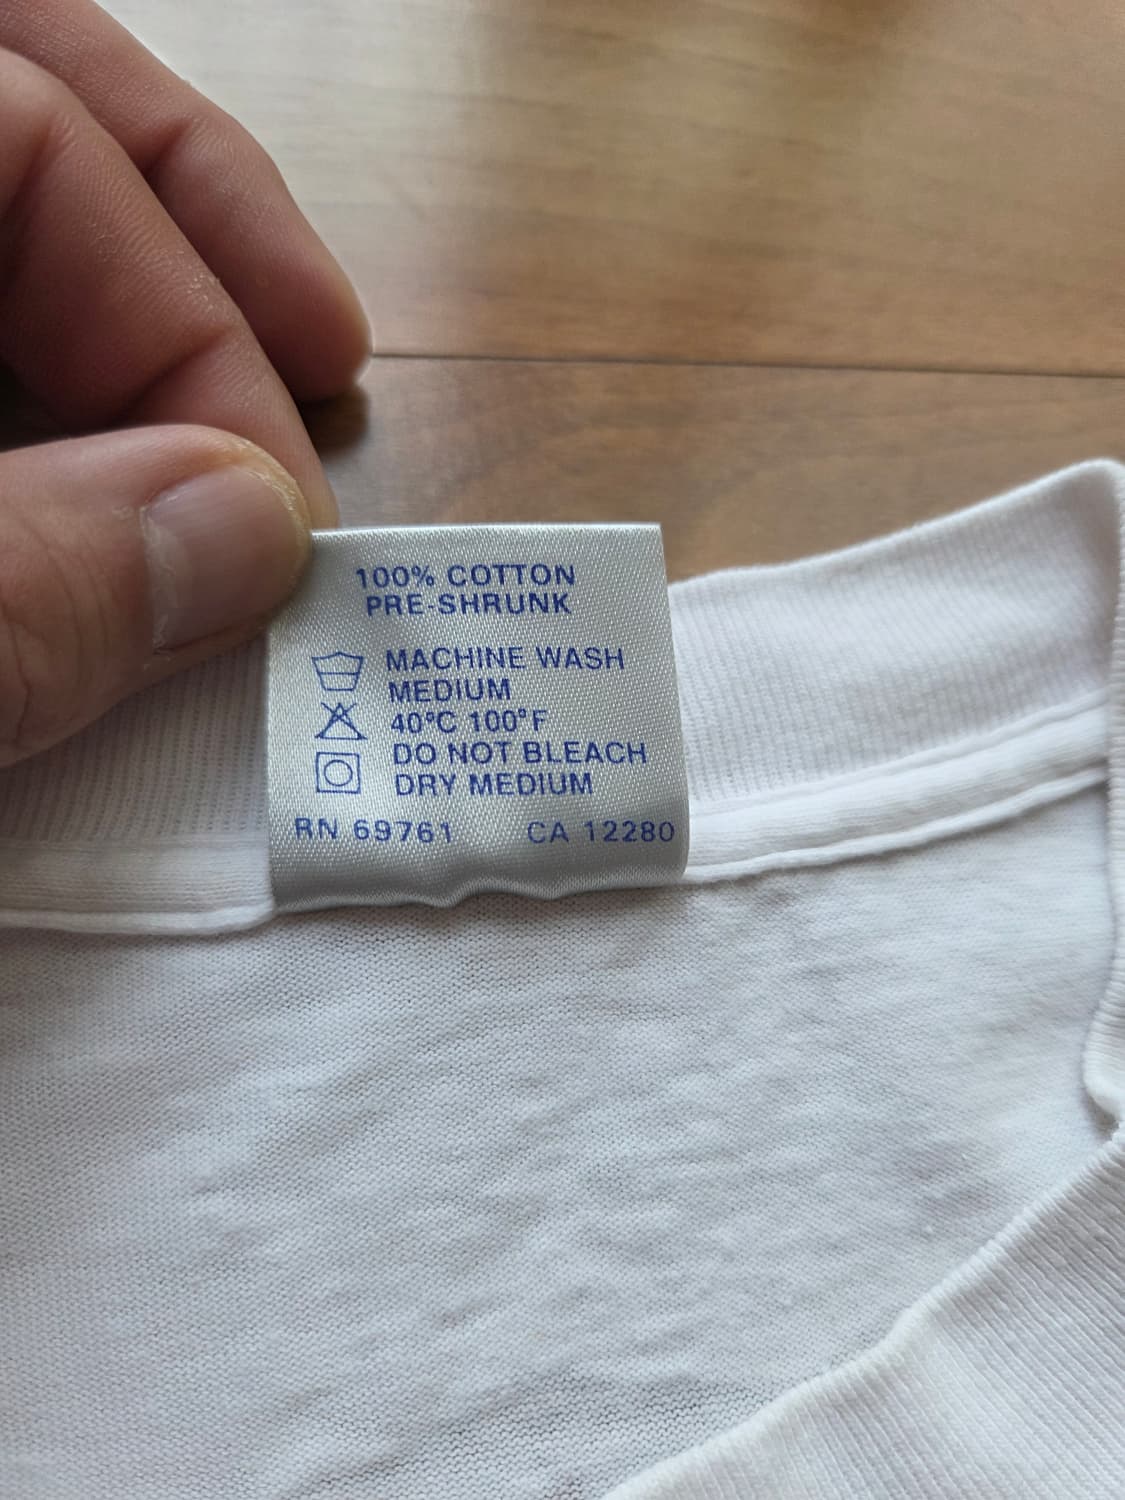 100% COTTON
PRE-SHRUNK
MACHINE WASH
MEDIUM
40°C 100°F
DO NOT BLEACH
DRY MEDIUM
RN 69761 CA 12280